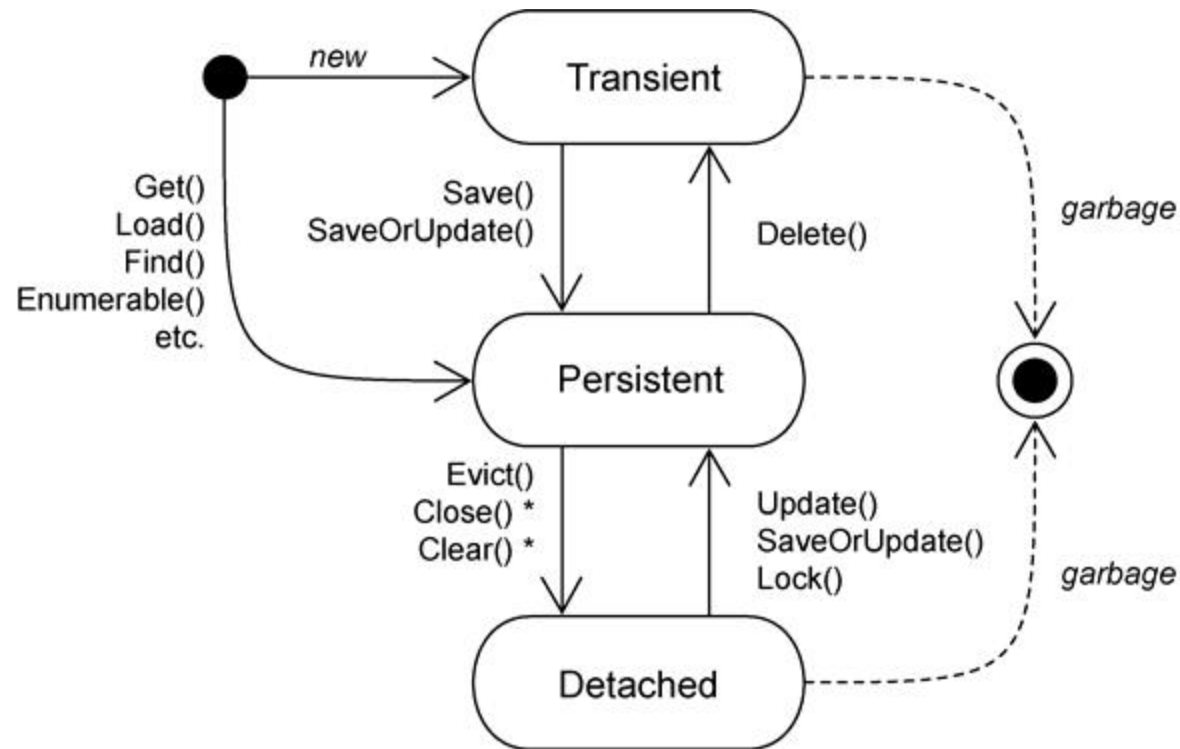 new
Transient
Get()
Load()
Find()
Enumerable()
etc.
Save()
SaveOrUpdate()
Delete()
garbage
Persistent
Evict()
Close() *
Clear() *
Update()
SaveOrUpdate()
Lock()
garbage
Detached